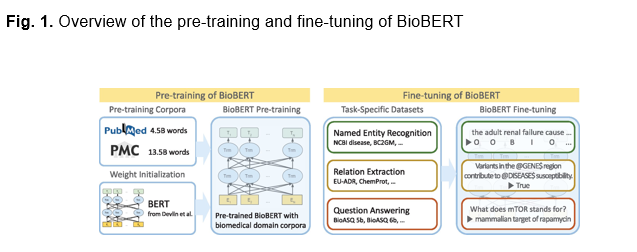 Fig. 1. Overview of the pre-training and fine-tuning of BioBERT
Pre-training of BioBERT
Pre-training Corpora
BioBERT Pre-training
PubMed 4.5B words
PMC 13.5B words
Weight Initialization
BERT
from Devlin et al.
Pre-trained BioBERT with
biomedical domain corpora
Fine-tuning of BioBERT
Task-Specific Datasets
BioBERT Fine-tuning
Named Entity Recognition
NCBI disease, BC2GM, ...
Relation Extraction
EU-ADR, ChemProt, ...
Question Answering
BioASQ 5b, BioASQ 6b, ...
the adult renal failure cause ...
O O B I O ...
Variants in the @GENE$ region
contribute to @DISEASE$ susceptibility.
True
What does mTOR stands for?
mammalian target of rapamycin